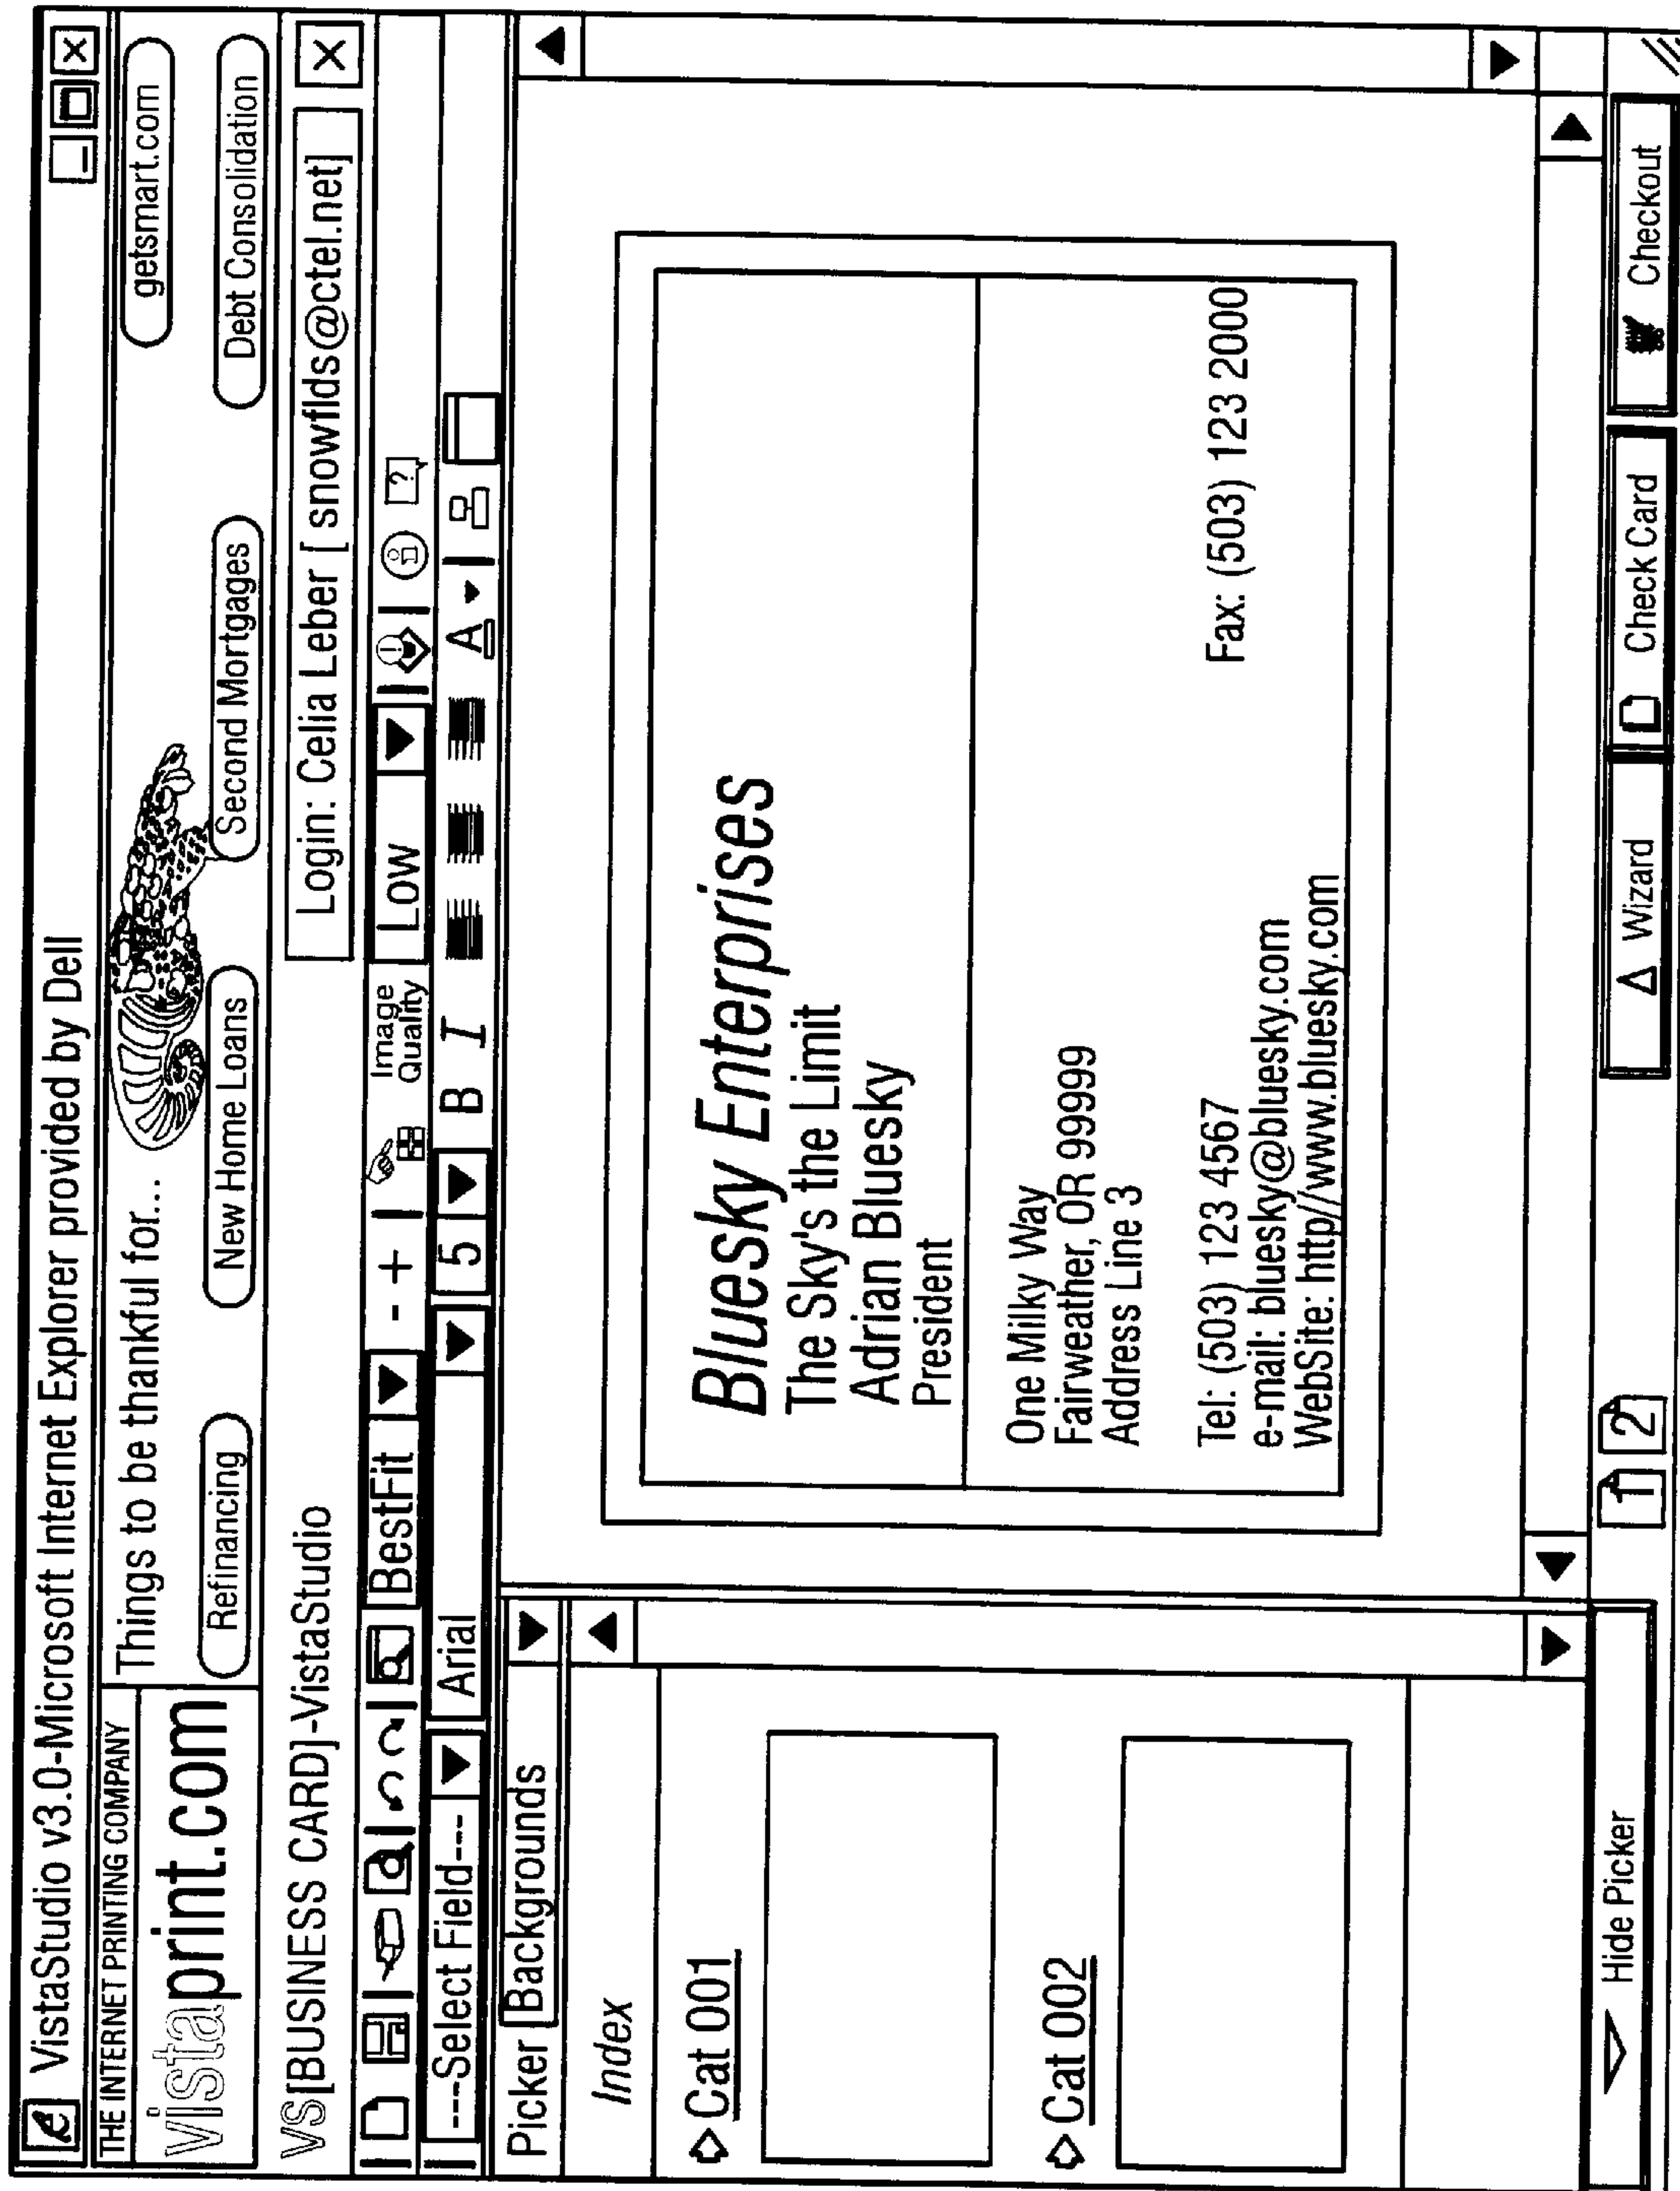 VistaStudio v3.0-Microsoft Internet Explorer provided by Dell
THE INTERNET PRINTING COMPANY
vistaprint.com
Things to be thankful for...
getsmart.com
Refinancing
New Home Loans
Second Mortgages
Debt Consolidation
VS[BUSINESS CARD]-VistaStudio
Login: Celia Leber [ snowflds@ctel.net]
BestFit
- +
Image
Quality
Low
?
---Select Field---
Arial
5
B I
A
Picker Backgrounds
Index
Cat 001
Cat 002
Hide Picker
Bluesky Enterprises
The Sky's the Limit
Adrian Bluesky
President
One Milky Way
Fairweather, OR 99999
Address Line 3
Tel: (503) 123 4567
Fax: (503) 123 2000
e-mail: bluesky@bluesky.com
WebSite: http//www.bluesky.com
1 2
Wizard
Check Card
Checkout